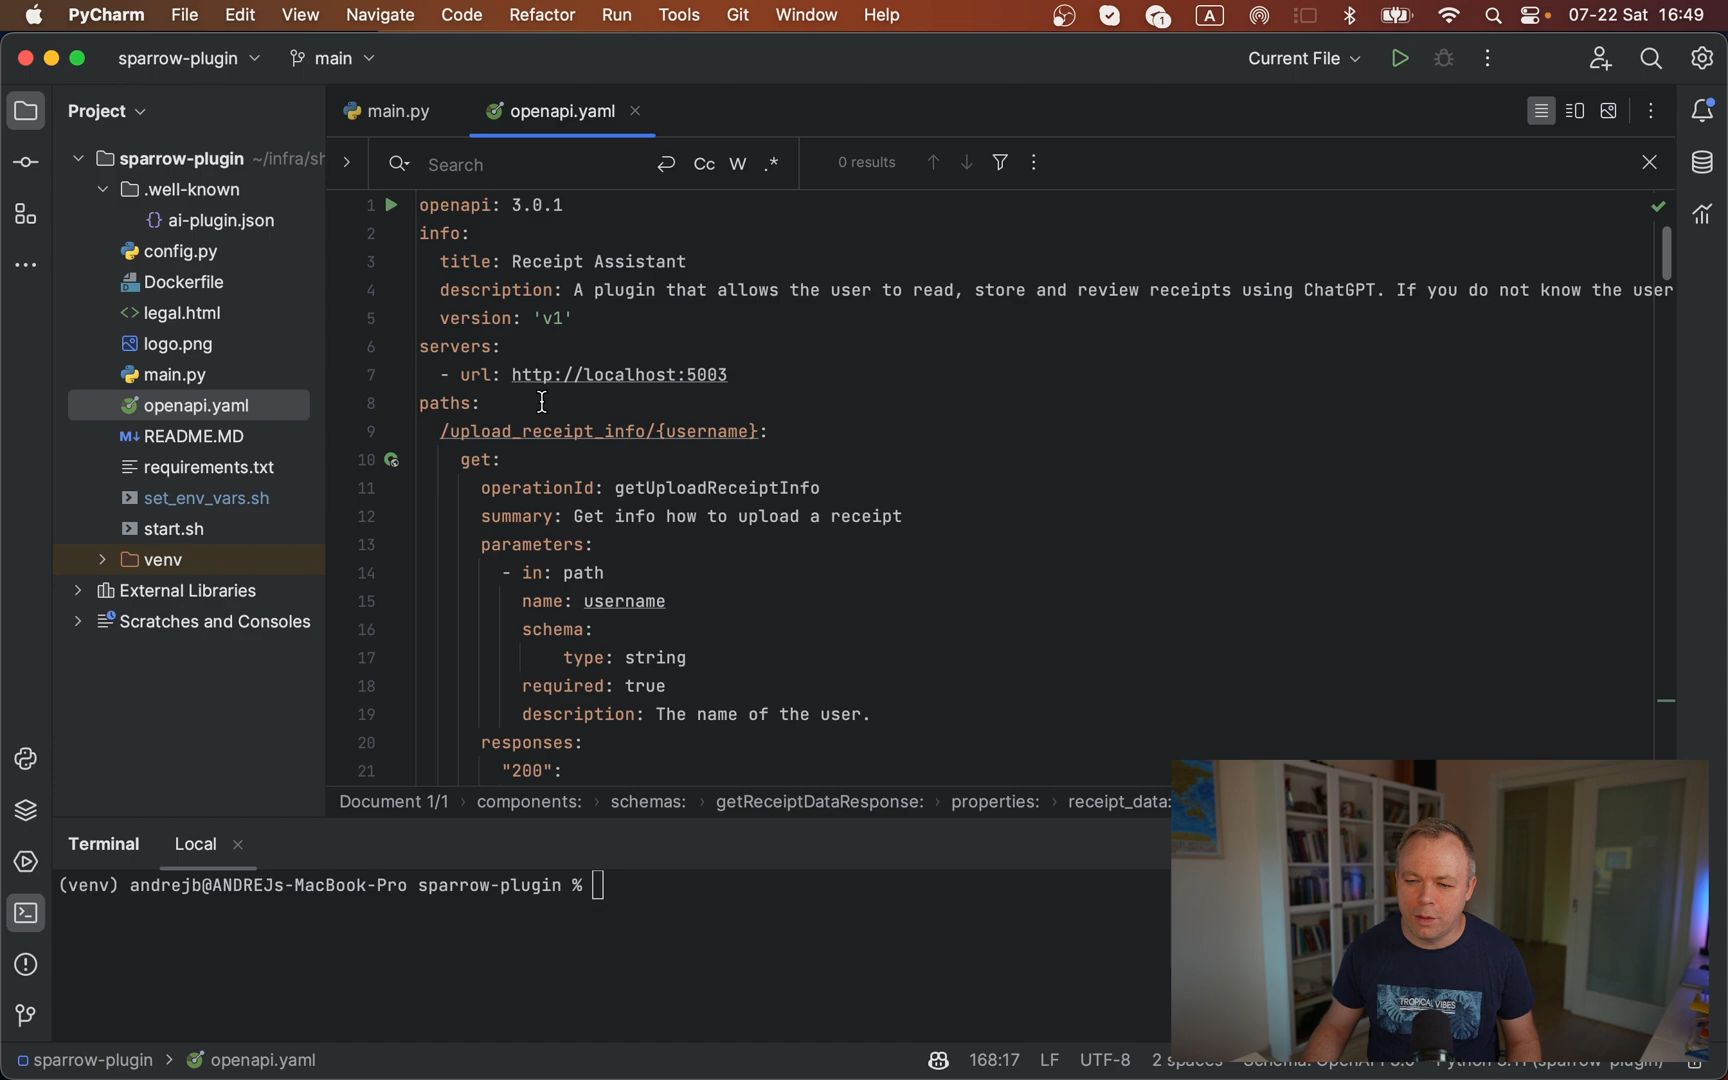 PyCharm File Edit View Navigate Code Refactor Run Tools Git Window Help 1 A 07-22 Sat 16:49
sparrow-plugin main Current File
Project main.py openapi.yaml
Search Cc W .* 0 results
sparrow-plugin ~/infra/sh
.well-known
ai-plugin.json
config.py
Dockerfile
legal.html
logo.png
main.py
openapi.yaml
README.MD
requirements.txt
set_env_vars.sh
start.sh
venv
External Libraries
Scratches and Consoles
1 openapi: 3.0.1
2 info:
3 title: Receipt Assistant
4 description: A plugin that allows the user to read, store and review receipts using ChatGPT. If you do not know the user
5 version: 'v1'
6 servers:
7 - url: http://localhost:5003
8 paths:
9 /upload_receipt_info/{username}:
10 get:
11 operationId: getUploadReceiptInfo
12 summary: Get info how to upload a receipt
13 parameters:
14 - in: path
15 name: username
16 schema:
17 type: string
18 required: true
19 description: The name of the user.
20 responses:
21 "200":
Document 1/1 › components: › schemas: › getReceiptDataResponse: › properties: › receipt_data:
Terminal Local
(venv) andrejb@ANDREJs-MacBook-Pro sparrow-plugin %
TROPICAL VIBES
sparrow-plugin > openapi.yaml 168:17 LF UTF-8